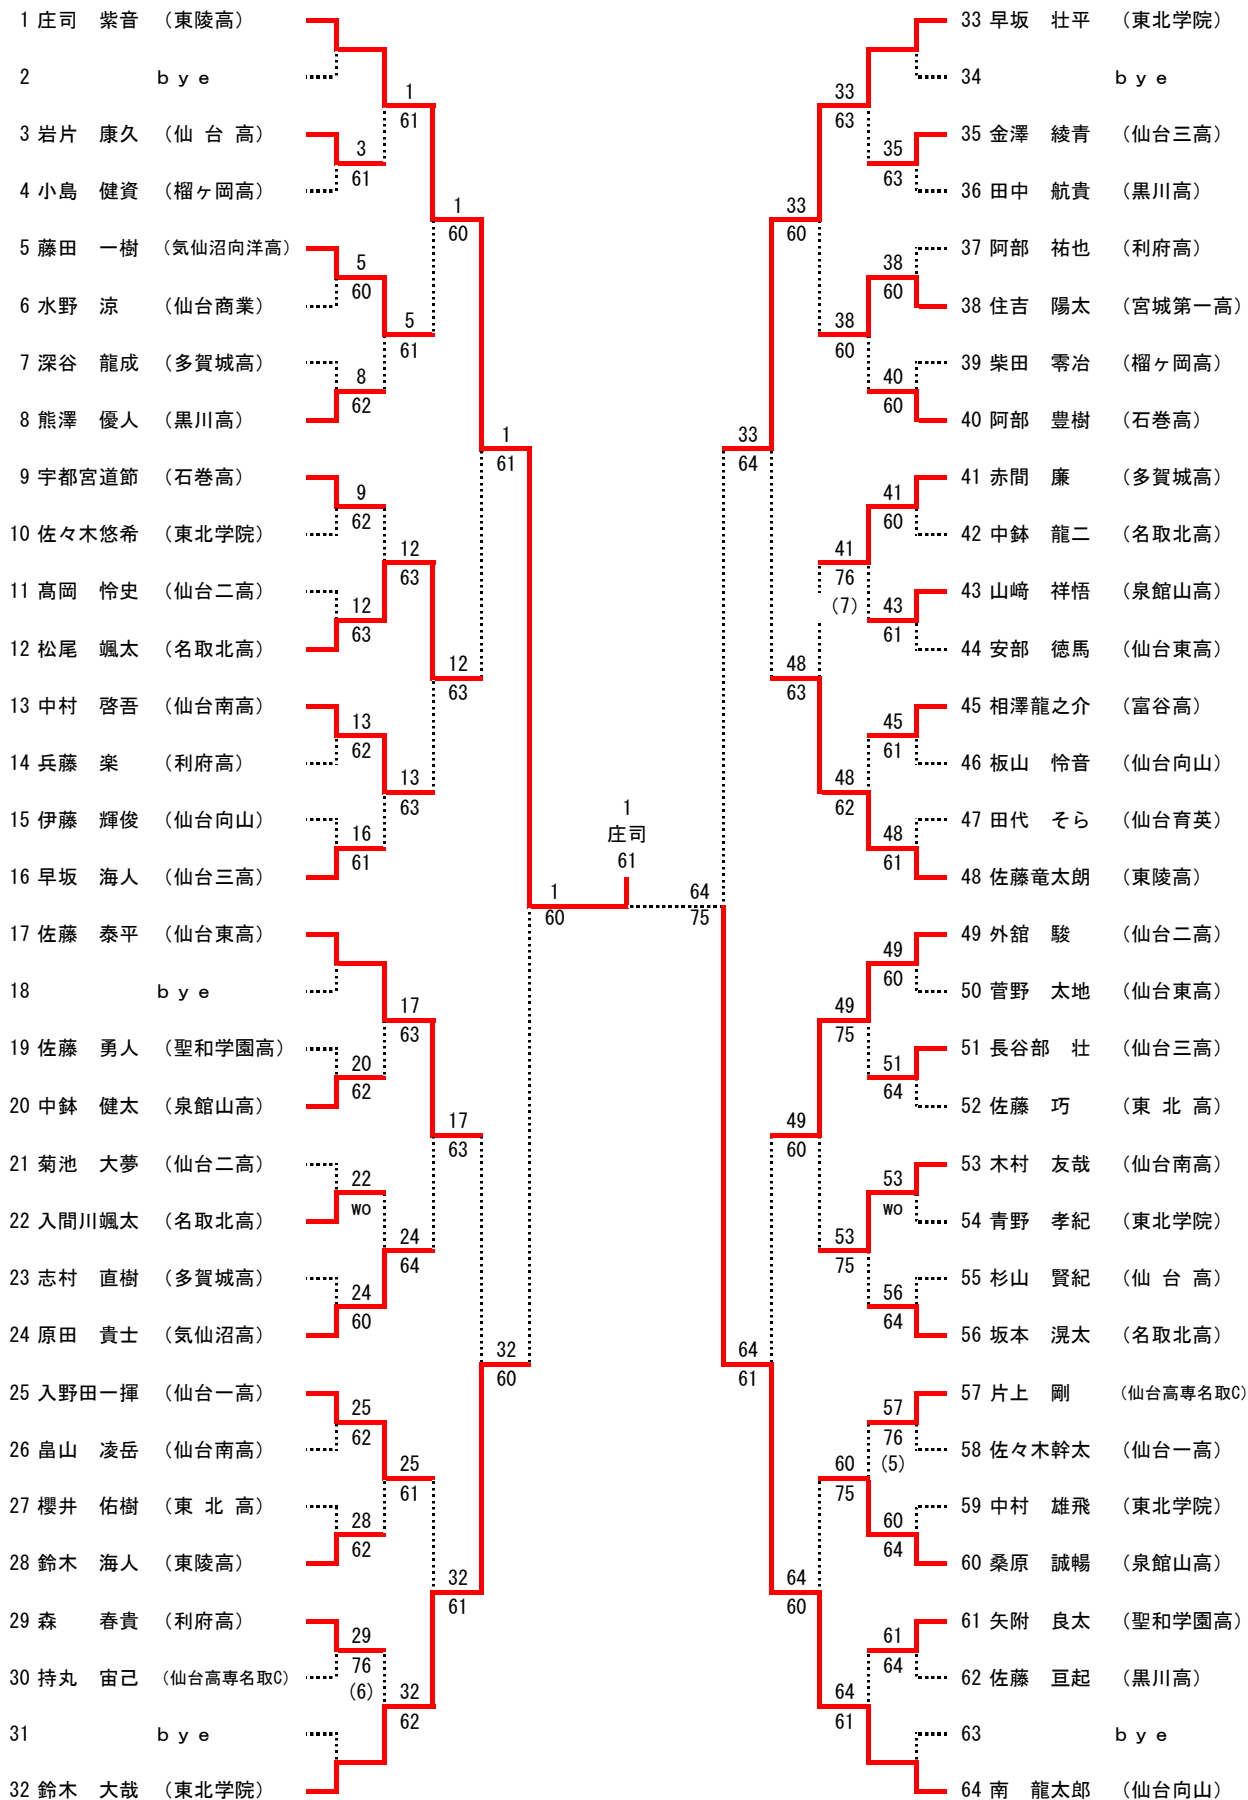 1 庄司　紫音 （東陵高）
2 ｂｙｅ
3 岩片　康久 （仙 台 高）
4 小島　健資 （榴ヶ岡高）
5 藤田　一樹 （気仙沼向洋高）
6 水野　涼 （仙台商業）
7 深谷　龍成 （多賀城高）
8 熊澤　優人 （黒川高）
9 宇都宮道節 （石巻高）
10 佐々木悠希 （東北学院）
11 髙岡　怜史 （仙台二高）
12 松尾　颯太 （名取北高）
13 中村　啓吾 （仙台南高）
14 兵藤　楽 （利府高）
15 伊藤　輝俊 （仙台向山）
16 早坂　海人 （仙台三高）
17 佐藤　泰平 （仙台東高）
18 ｂｙｅ
19 佐藤　勇人 （聖和学園高）
20 中鉢　健太 （泉館山高）
21 菊池　大夢 （仙台二高）
22 入間川颯太 （名取北高）
23 志村　直樹 （多賀城高）
24 原田　貴士 （気仙沼高）
25 入野田一揮 （仙台一高）
26 畠山　凌岳 （仙台南高）
27 櫻井　佑樹 （東 北 高）
28 鈴木　海人 （東陵高）
29 森　　春貴 （利府高）
30 持丸　宙己 （仙台高専名取C）
31 ｂｙｅ
32 鈴木　大哉 （東北学院）
3
61
5
60
8
62
9
62
12
63
13
62
16
61
20
62
22
wo
24
60
25
62
28
62
29
76
(6)
1
61
5
61
12
63
13
63
17
63
24
64
25
61
32
62
1
60
12
63
17
63
32
61
1
61
32
60
1
60
1
庄司
61
64
75
33
64
64
61
33
60
48
63
49
60
64
60
33
63
38
60
41
76
(7)
48
62
49
75
53
75
60
75
64
61
35
63
38
60
40
60
41
60
43
61
45
61
48
61
49
60
51
64
53
wo
56
64
57
76
(5)
60
64
61
64
33 早坂　壮平 （東北学院）
34 ｂｙｅ
35 金澤　綾青 （仙台三高）
36 田中　航貴 （黒川高）
37 阿部　祐也 （利府高）
38 住吉　陽太 （宮城第一高）
39 柴田　零冶 （榴ヶ岡高）
40 阿部　豊樹 （石巻高）
41 赤間　廉 （多賀城高）
42 中鉢　龍二 （名取北高）
43 山﨑　祥悟 （泉館山高）
44 安部　徳馬 （仙台東高）
45 相澤龍之介 （富谷高）
46 板山　怜音 （仙台向山）
47 田代　そら （仙台育英）
48 佐藤竜太朗 （東陵高）
49 外舘　駿 （仙台二高）
50 菅野　太地 （仙台東高）
51 長谷部　壮 （仙台三高）
52 佐藤　巧 （東 北 高）
53 木村　友哉 （仙台南高）
54 青野　孝紀 （東北学院）
55 杉山　賢紀 （仙 台 高）
56 坂本　滉太 （名取北高）
57 片上　剛 （仙台高専名取C）
58 佐々木幹太 （仙台一高）
59 中村　雄飛 （東北学院）
60 桑原　誠暢 （泉館山高）
61 矢附　良太 （聖和学園高）
62 佐藤　亘起 （黒川高）
63 ｂｙｅ
64 南　龍太郎 （仙台向山）